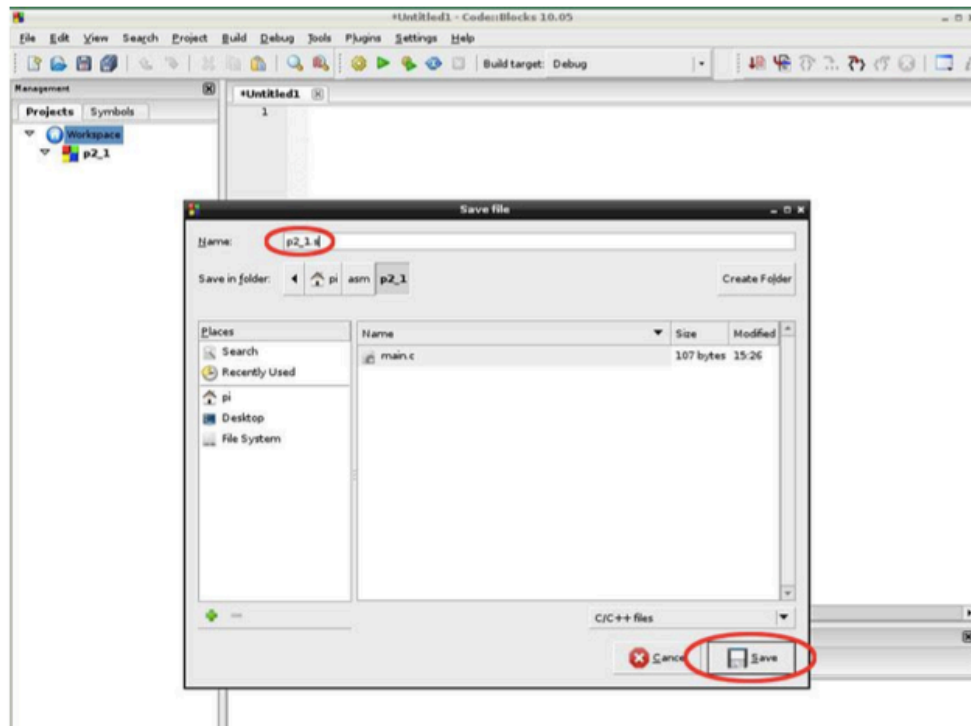 *Untitled1 - Code::Blocks 10.05
File Edit View Search Project Build Debug Tools Plugins Settings Help
Build target: Debug
Management
Projects Symbols
*Untitled1
1
Workspace
p2_1
Save file
Name: p2_1.s
Save in folder: pi asm p2_1 Create Folder
Places
Name Size Modified
Search
main.c 107 bytes 15:26
Recently Used
pi
Desktop
File System
C/C++ files
Cancel Save